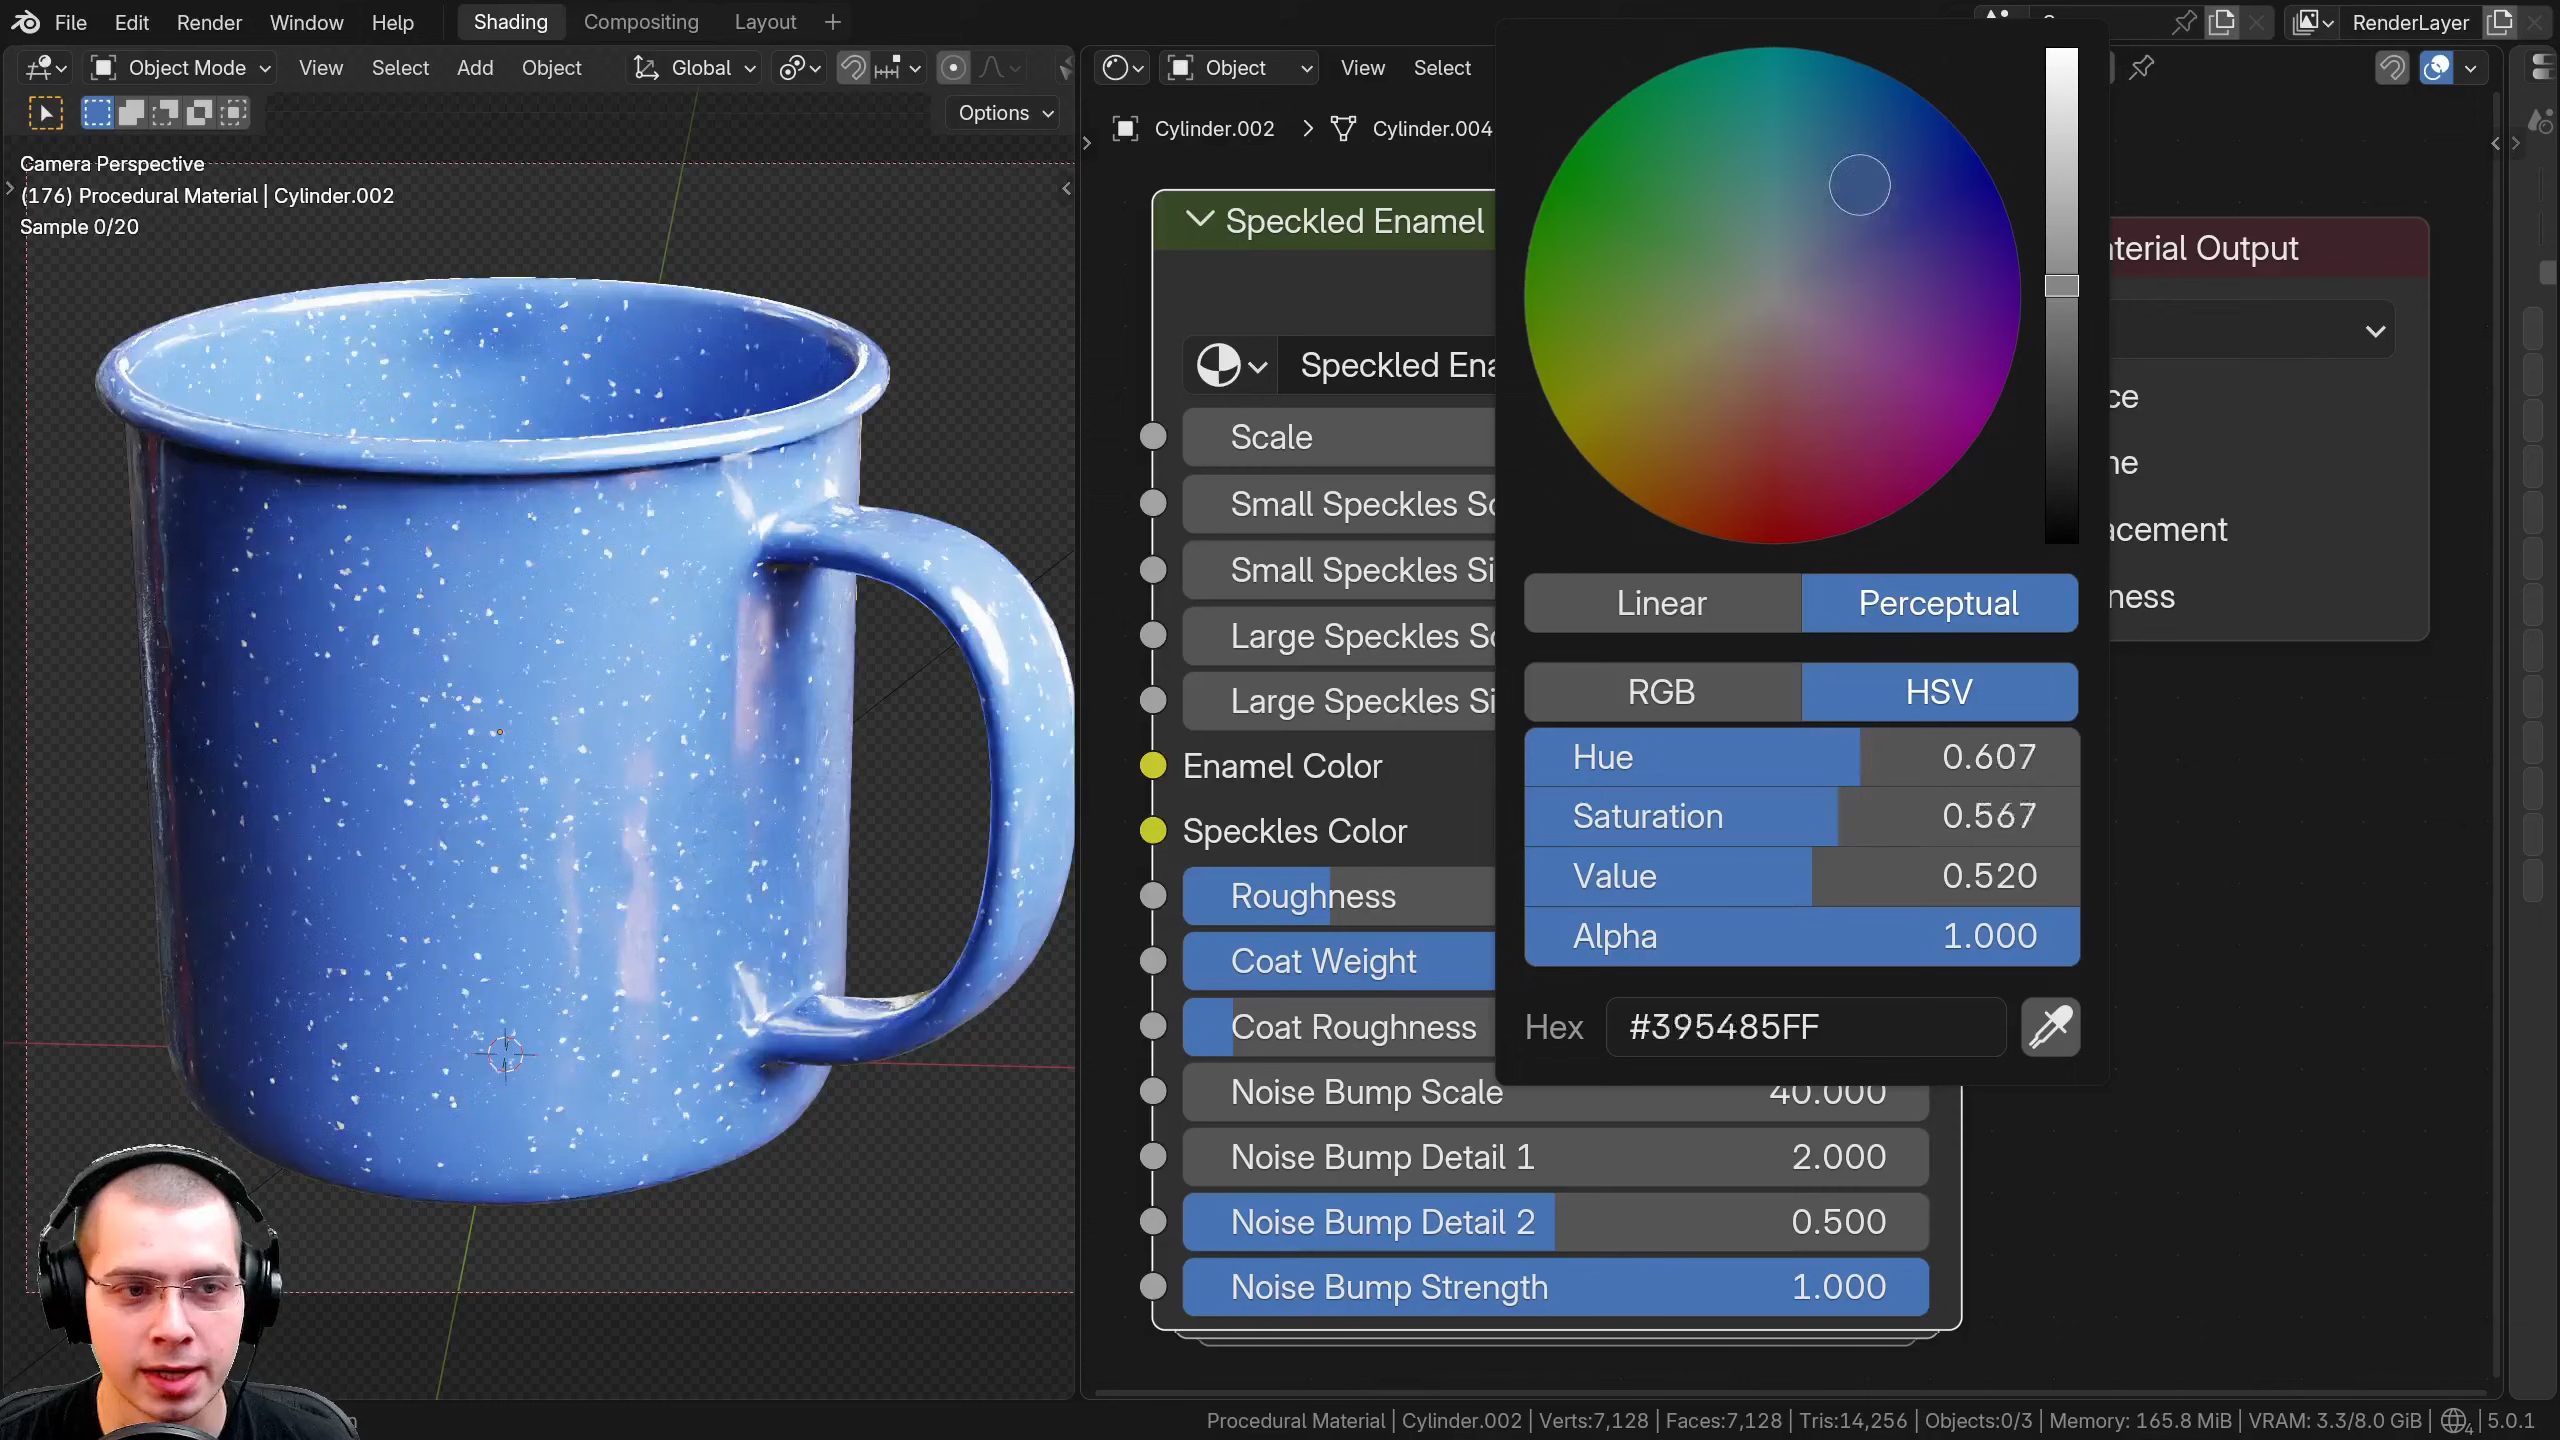 File Edit Render Window Help Shading Compositing Layout + RenderLayer
Object Mode View Select Add Object Global
Object View Select
Options
Cylinder.002 > Cylinder.004
Camera Perspective
(176) Procedural Material | Cylinder.002
Sample 0/20
Speckled Enamel
terial Output
Speckled Ena
Scale
Small Speckles Sc
Small Speckles Si
Large Speckles Sc
Large Speckles Si
Enamel Color
Speckles Color
Roughness
Coat Weight
Coat Roughness
Noise Bump Scale 40.000
Noise Bump Detail 1 2.000
Noise Bump Detail 2 0.500
Noise Bump Strength 1.000
Linear Perceptual
RGB HSV
Hue 0.607
Saturation 0.567
Value 0.520
Alpha 1.000
Hex #395485FF
ce
ne
acement
ness
Procedural Material | Cylinder.002 | Verts:7,128 | Faces:7,128 | Tris:14,256 | Objects:0/3 | Memory: 165.8 MiB | VRAM: 3.3/8.0 GiB | 4 | 5.0.1